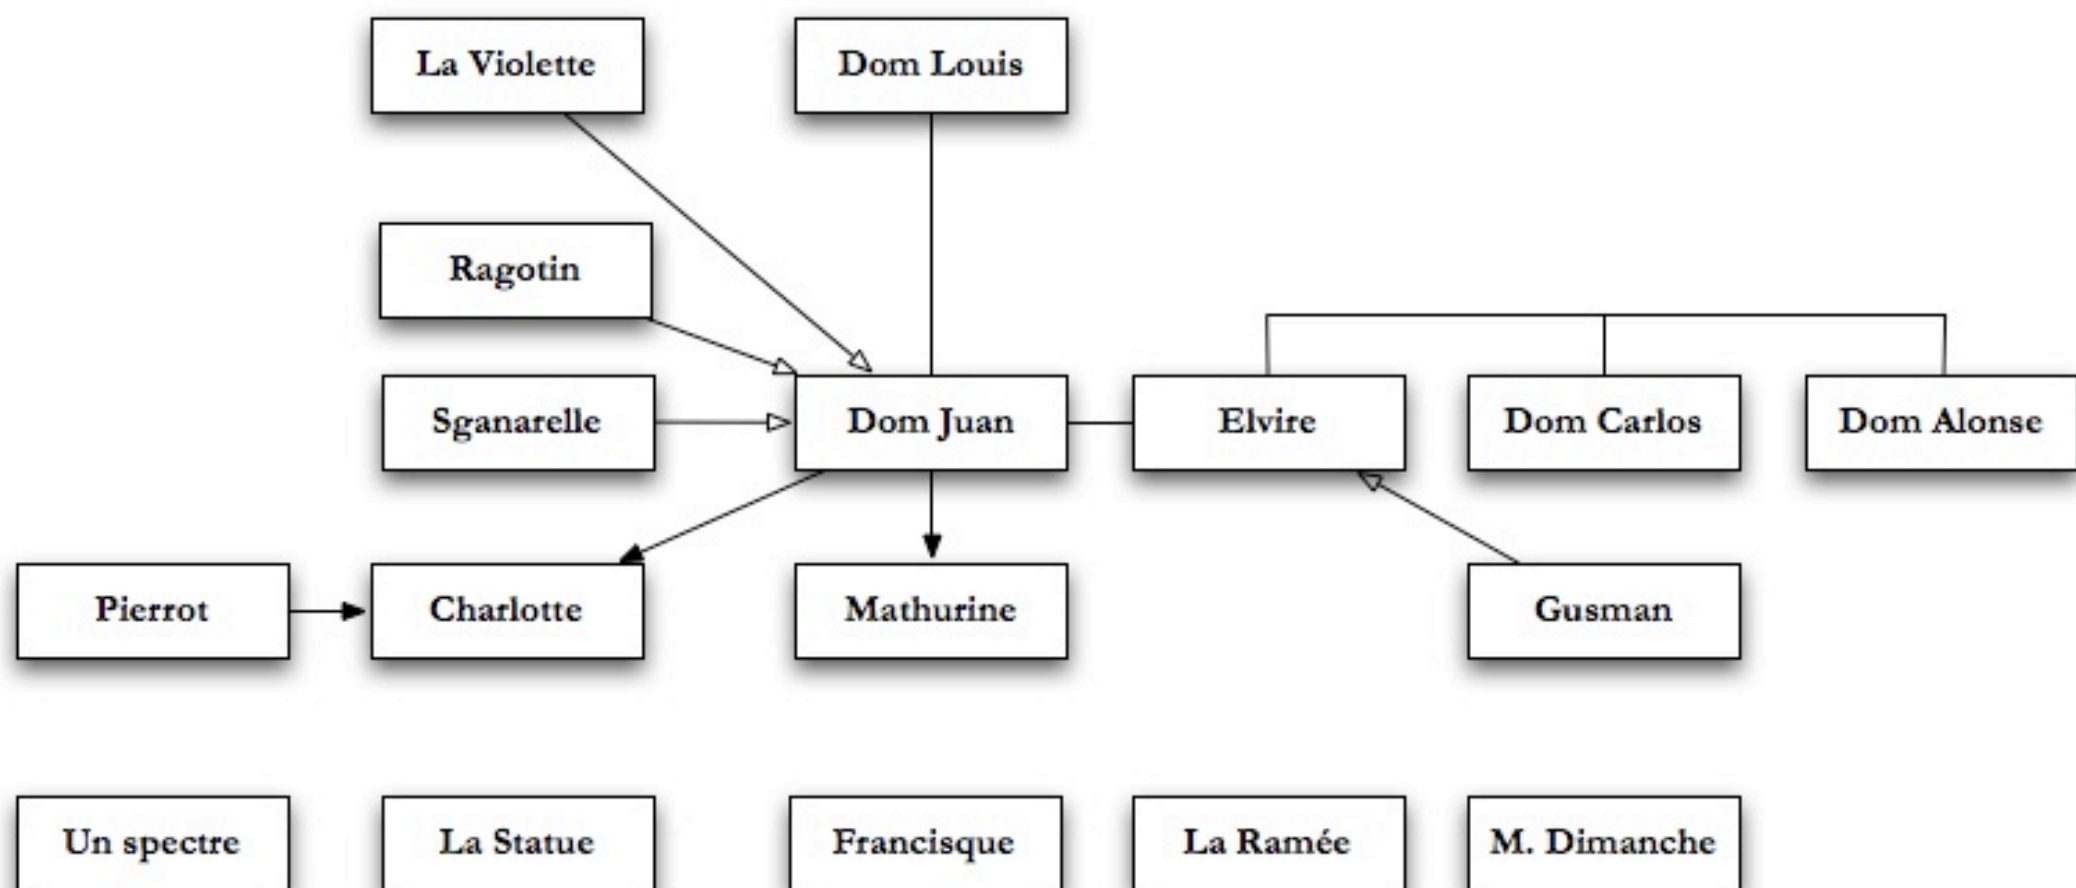 La Violette
Dom Louis
Ragotin
Sganarelle
Dom Juan
Elvire
Dom Carlos
Dom Alonse
Pierrot
Charlotte
Mathurine
Gusman
Un spectre
La Statue
Francisque
La Ramée
M. Dimanche